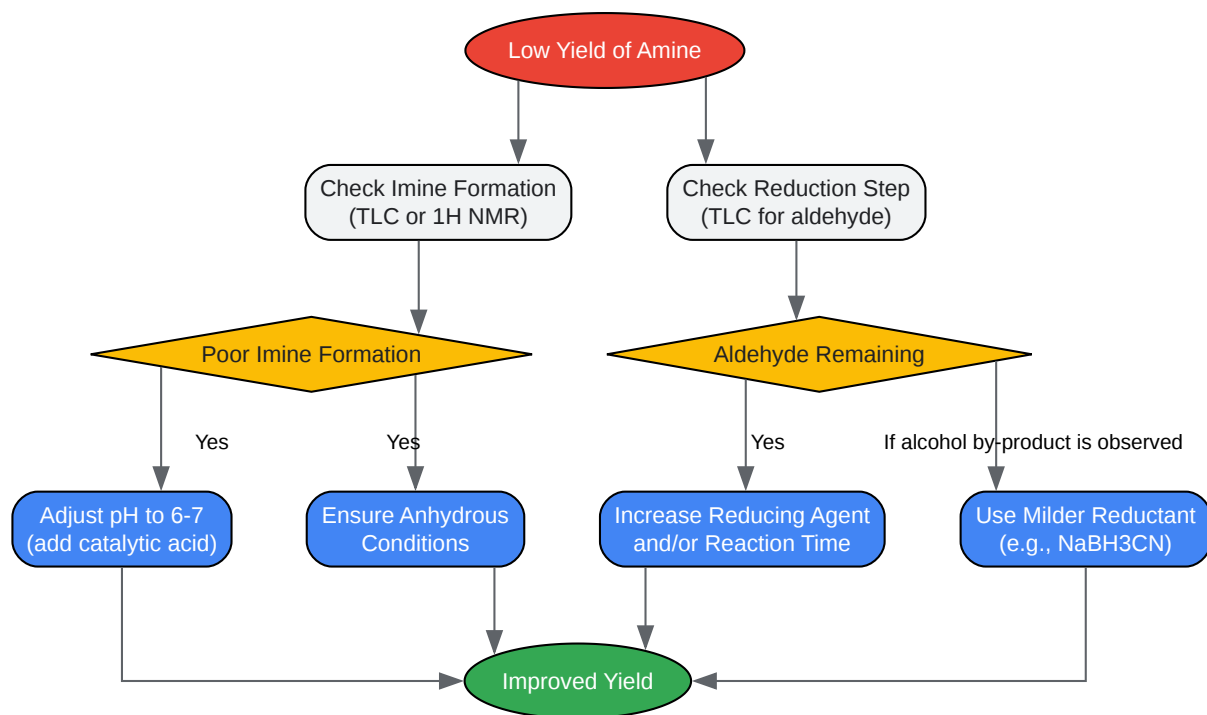 Low Yield of Amine
Check Imine Formation
(TLC or 1H NMR)
Check Reduction Step
(TLC for aldehyde)
Poor Imine Formation
Aldehyde Remaining
Yes
Yes
Yes
If alcohol by-product is observed
Adjust pH to 6-7
(add catalytic acid)
Ensure Anhydrous
Conditions
Increase Reducing Agent
and/or Reaction Time
Use Milder Reductant
(e.g., NaBH3CN)
Improved Yield